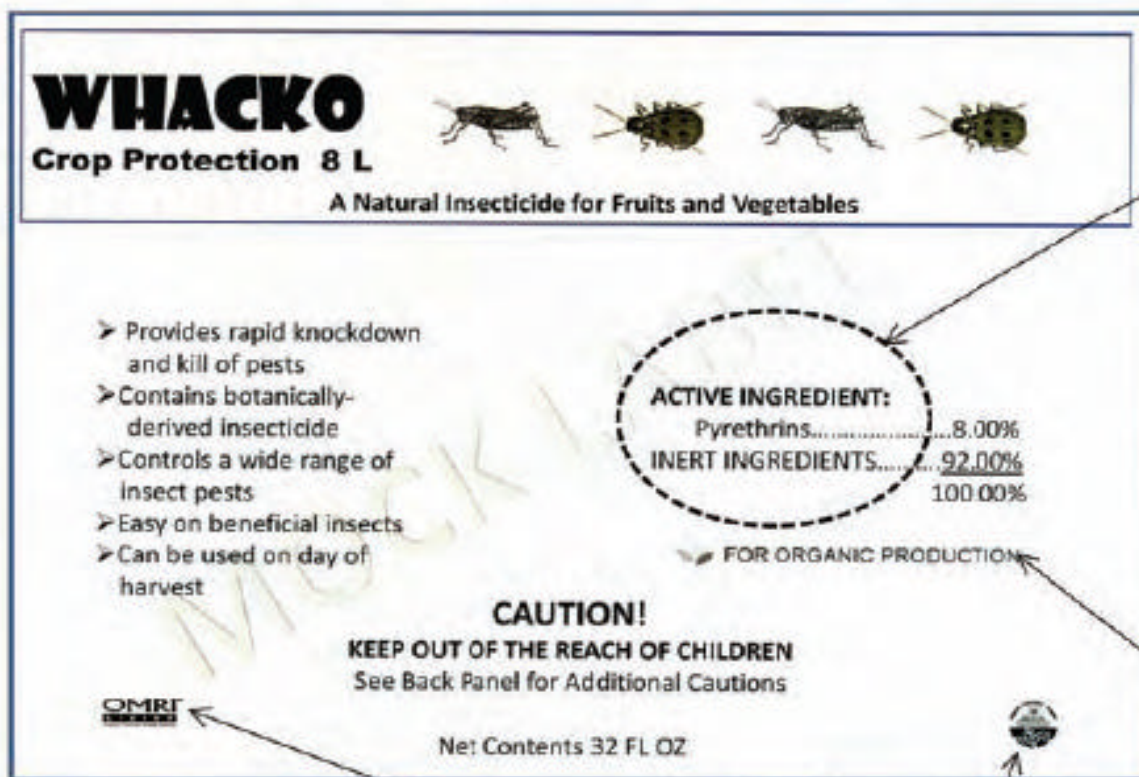 WHACKO
Crop Protection 8 L
A Natural Insecticide for Fruits and Vegetables
➢ Provides rapid knockdown
and kill of pests
➢ Contains botanically-
derived insecticide
➢ Controls a wide range of
insect pests
➢ Easy on beneficial insects
➢ Can be used on day of
harvest
ACTIVE INGREDIENT:
Pyrethrins....................8.00%
INERT INGREDIENTS.........92.00%
100.00%
FOR ORGANIC PRODUCTION
CAUTION!
KEEP OUT OF THE REACH OF CHILDREN
See Back Panel for Additional Cautions
OMRI
Net Contents 32 FL OZ
MOCK LABEL